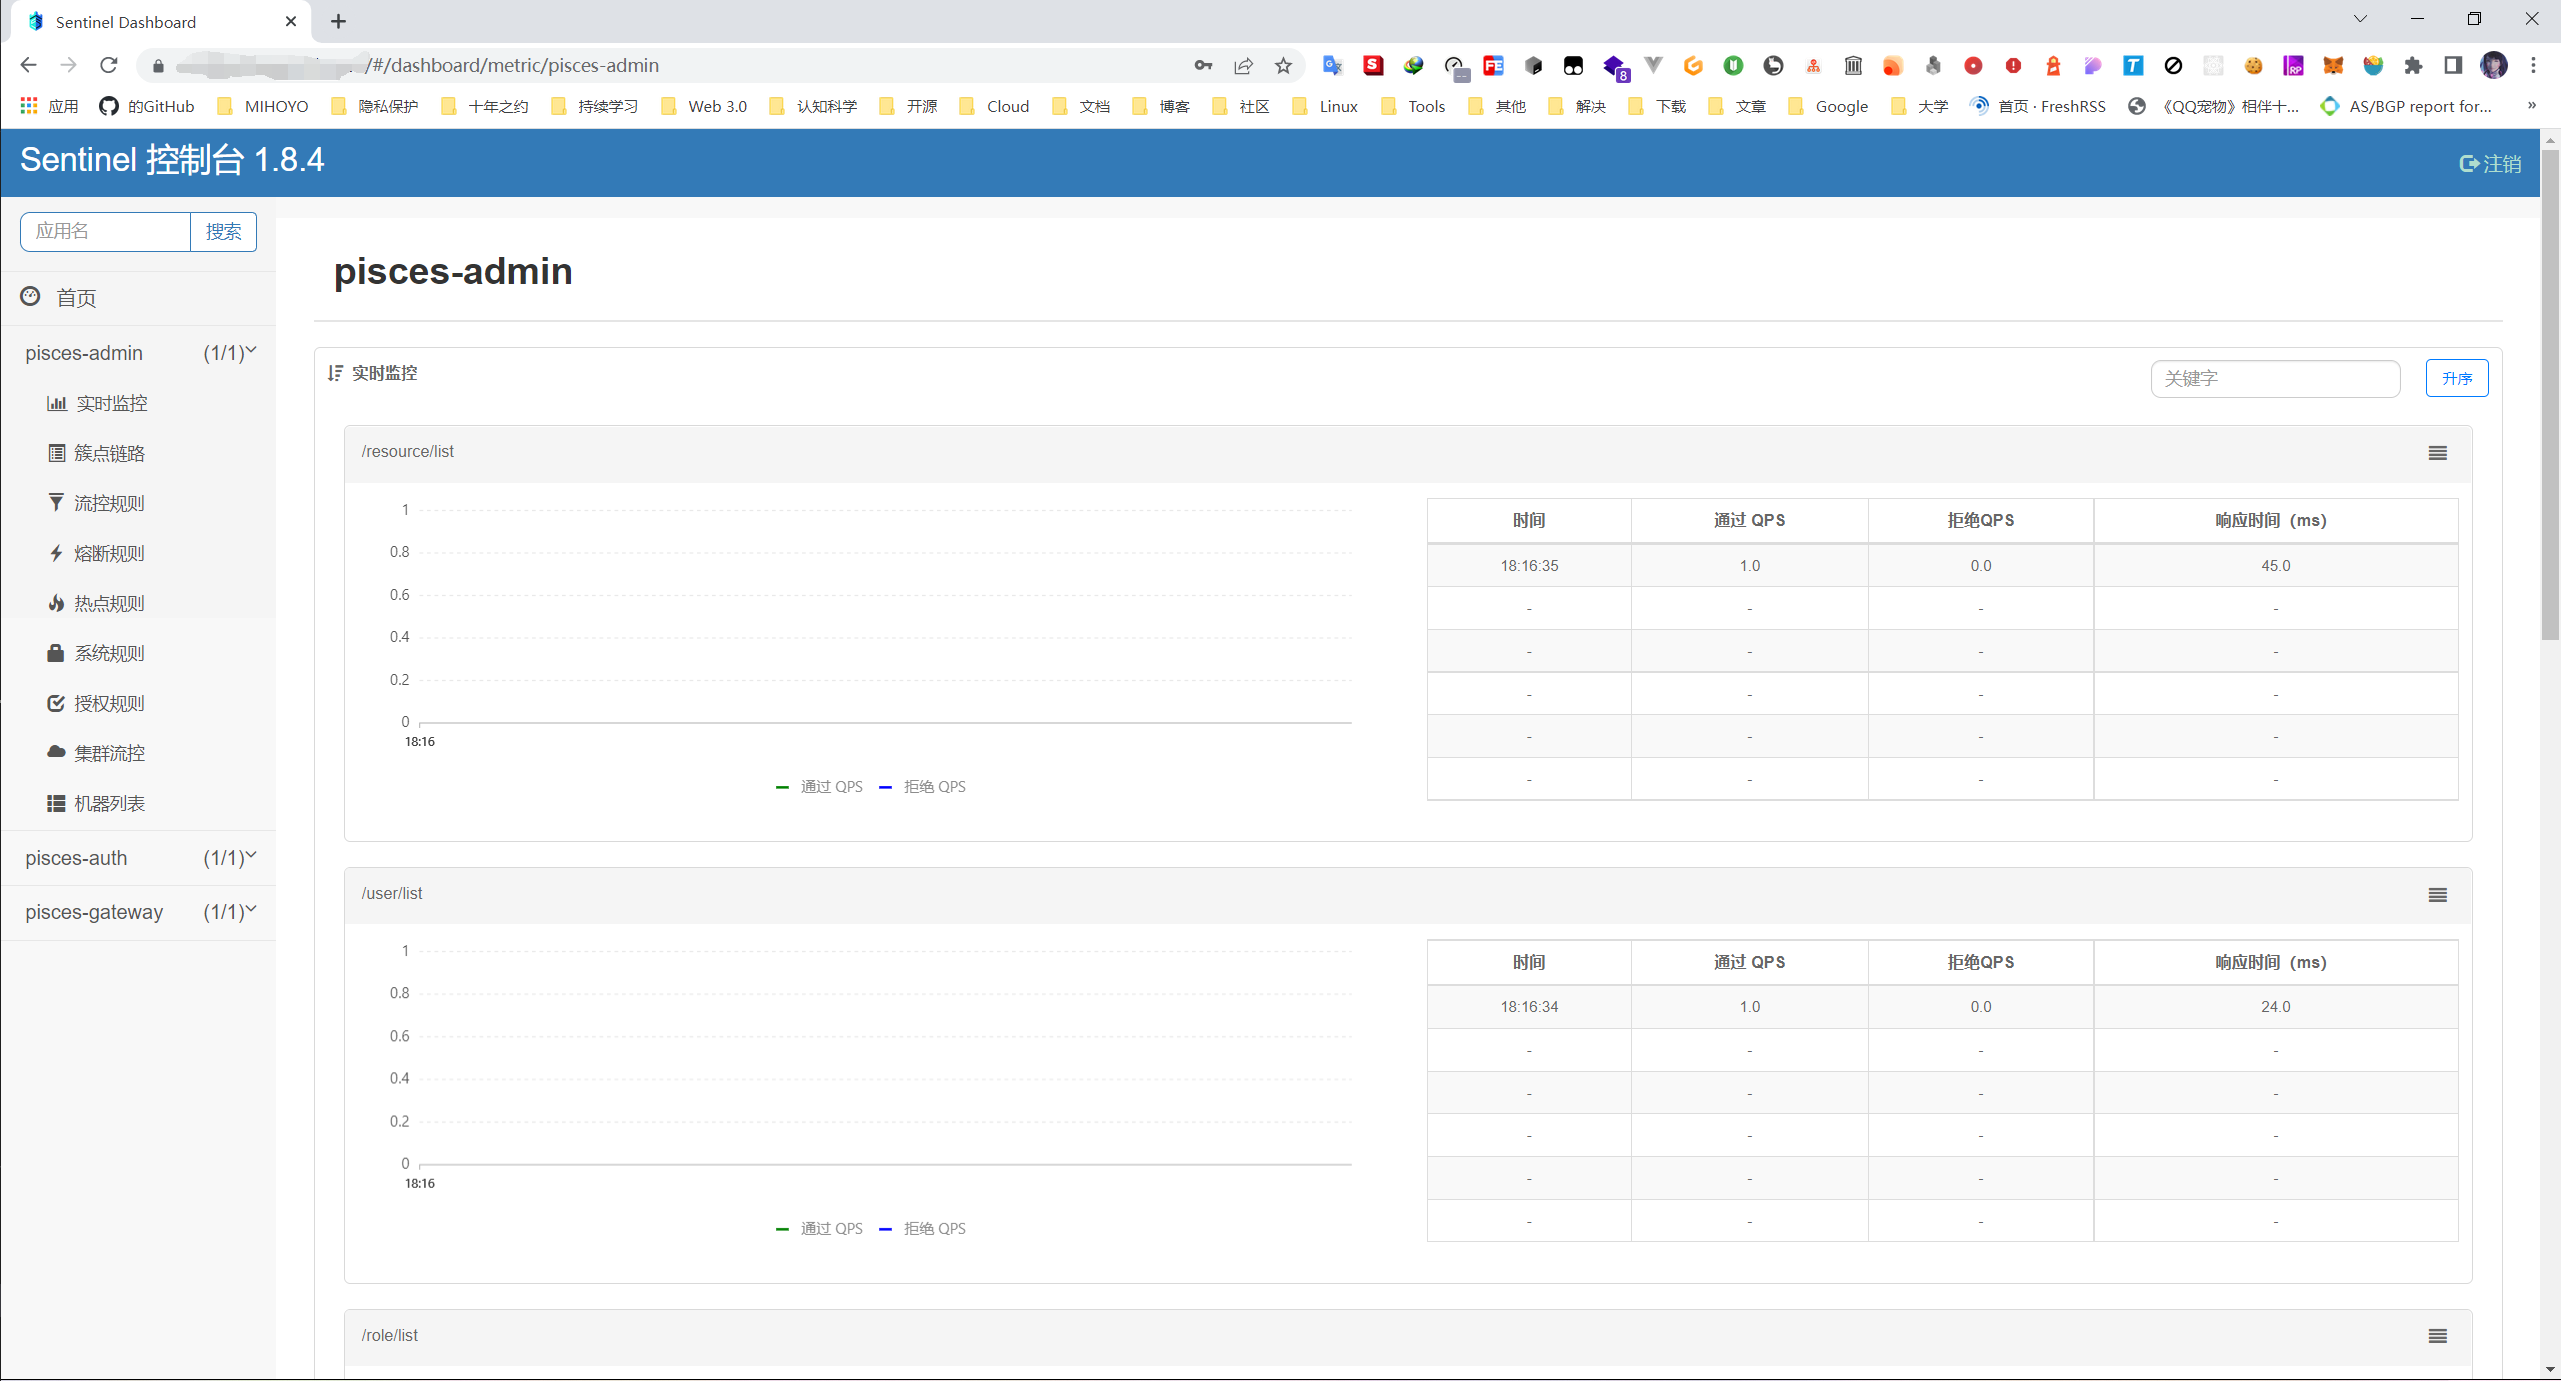 Sentinel Dashboard
/#/dashboard/metric/pisces-admin
8
应用 的GitHub MIHOYO 隐私保护 十年之约 持续学习 Web 3.0 认知科学 开源 Cloud 文档 博客 社区 Linux Tools 其他 解决 下载 文章 Google 大学 首页 · FreshRSS 《QQ宠物》相伴十... AS/BGP report for... »
Sentinel 控制台 1.8.4
注销
应用名 搜索
首页
pisces-admin (1/1)
实时监控
簇点链路
流控规则
熔断规则
热点规则
系统规则
授权规则
集群流控
机器列表
pisces-auth (1/1)
pisces-gateway (1/1)
pisces-admin
实时监控
关键字 升序
/resource/list
1
0.8
0.6
0.4
0.2
0
18:16
通过 QPS 拒绝 QPS
时间 通过 QPS 拒绝QPS 响应时间（ms）
18:16:35 1.0 0.0 45.0
- - - -
- - - -
- - - -
- - - -
- - - -
/user/list
1
0.8
0.6
0.4
0.2
0
18:16
通过 QPS 拒绝 QPS
时间 通过 QPS 拒绝QPS 响应时间（ms）
18:16:34 1.0 0.0 24.0
- - - -
- - - -
- - - -
- - - -
- - - -
/role/list